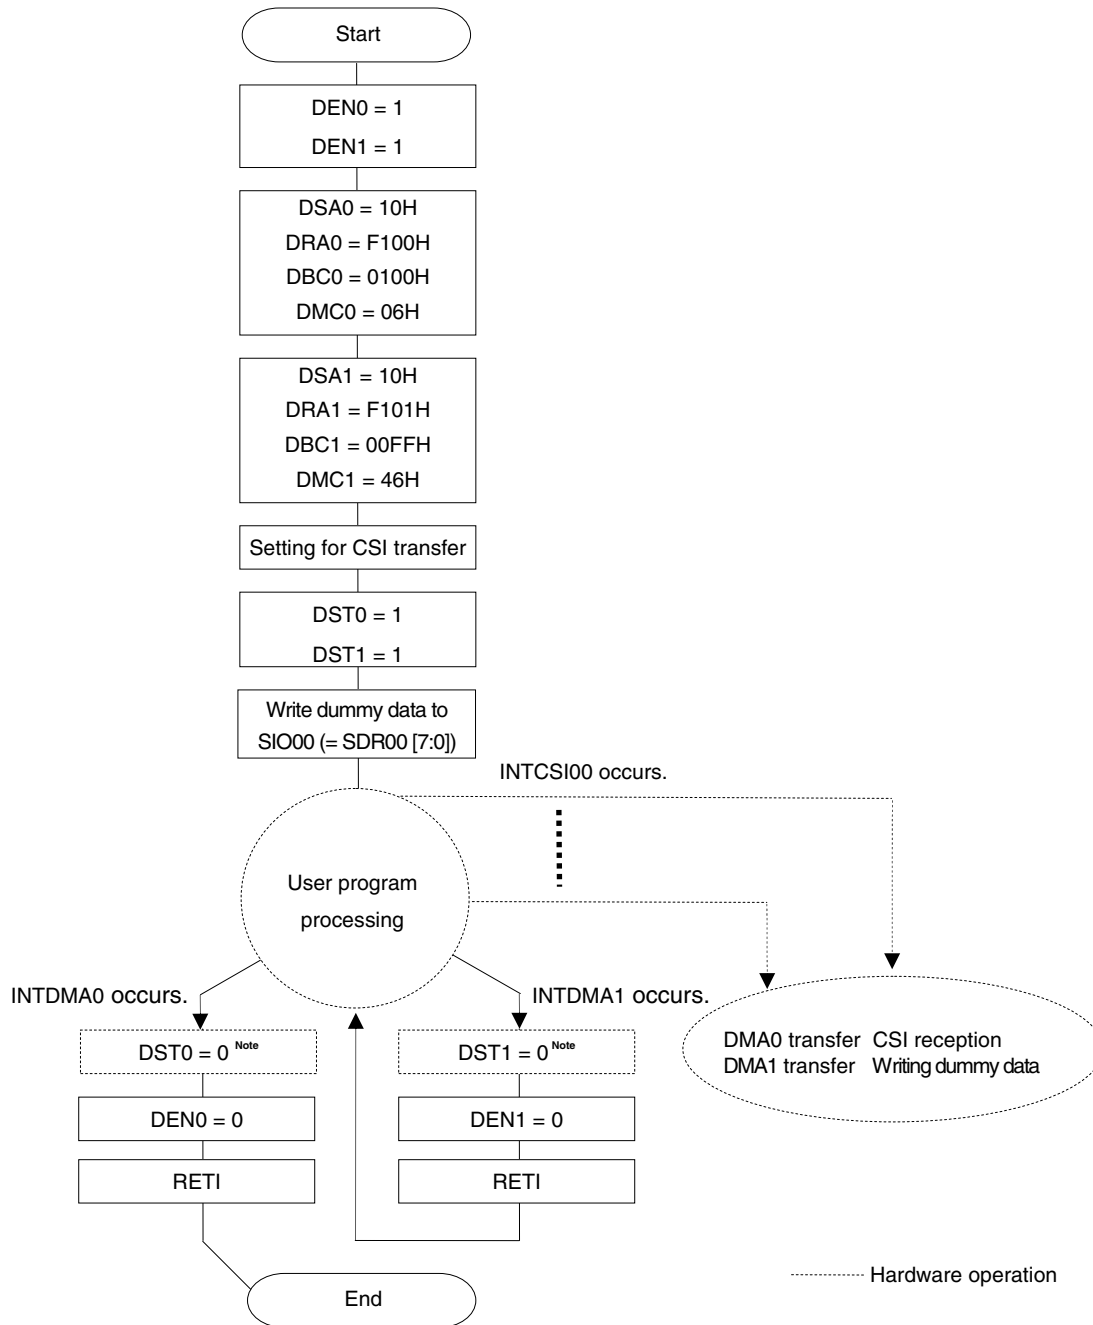 Start
DEN0 = 1
DEN1 = 1
DSA0 = 10H
DRA0 = F100H
DBC0 = 0100H
DMC0 = 06H
DSA1 = 10H
DRA1 = F101H
DBC1 = 00FFH
DMC1 = 46H
Setting for CSI transfer
DST0 = 1
DST1 = 1
Write dummy data to
SIO00 (= SDR00 [7:0])
INTCSI00 occurs.
User program
processing
INTDMA0 occurs.
INTDMA1 occurs.
DST0 = 0 Note
DST1 = 0 Note
DMA0 transfer CSI reception
DMA1 transfer Writing dummy data
DEN0 = 0
DEN1 = 0
RETI
RETI
Hardware operation
End